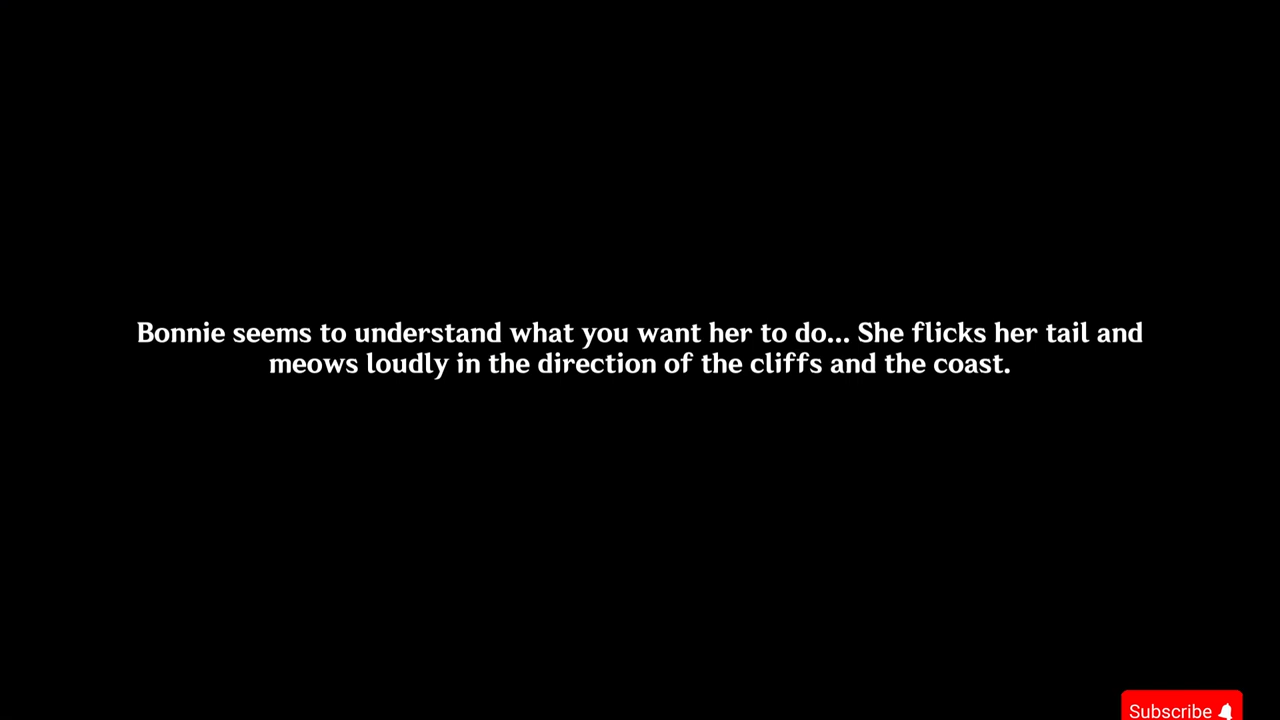 Bonnie seems to understand what you want her to do... She flicks her tail and
meows loudly in the direction of the cliffs and the coast.
Subscribe